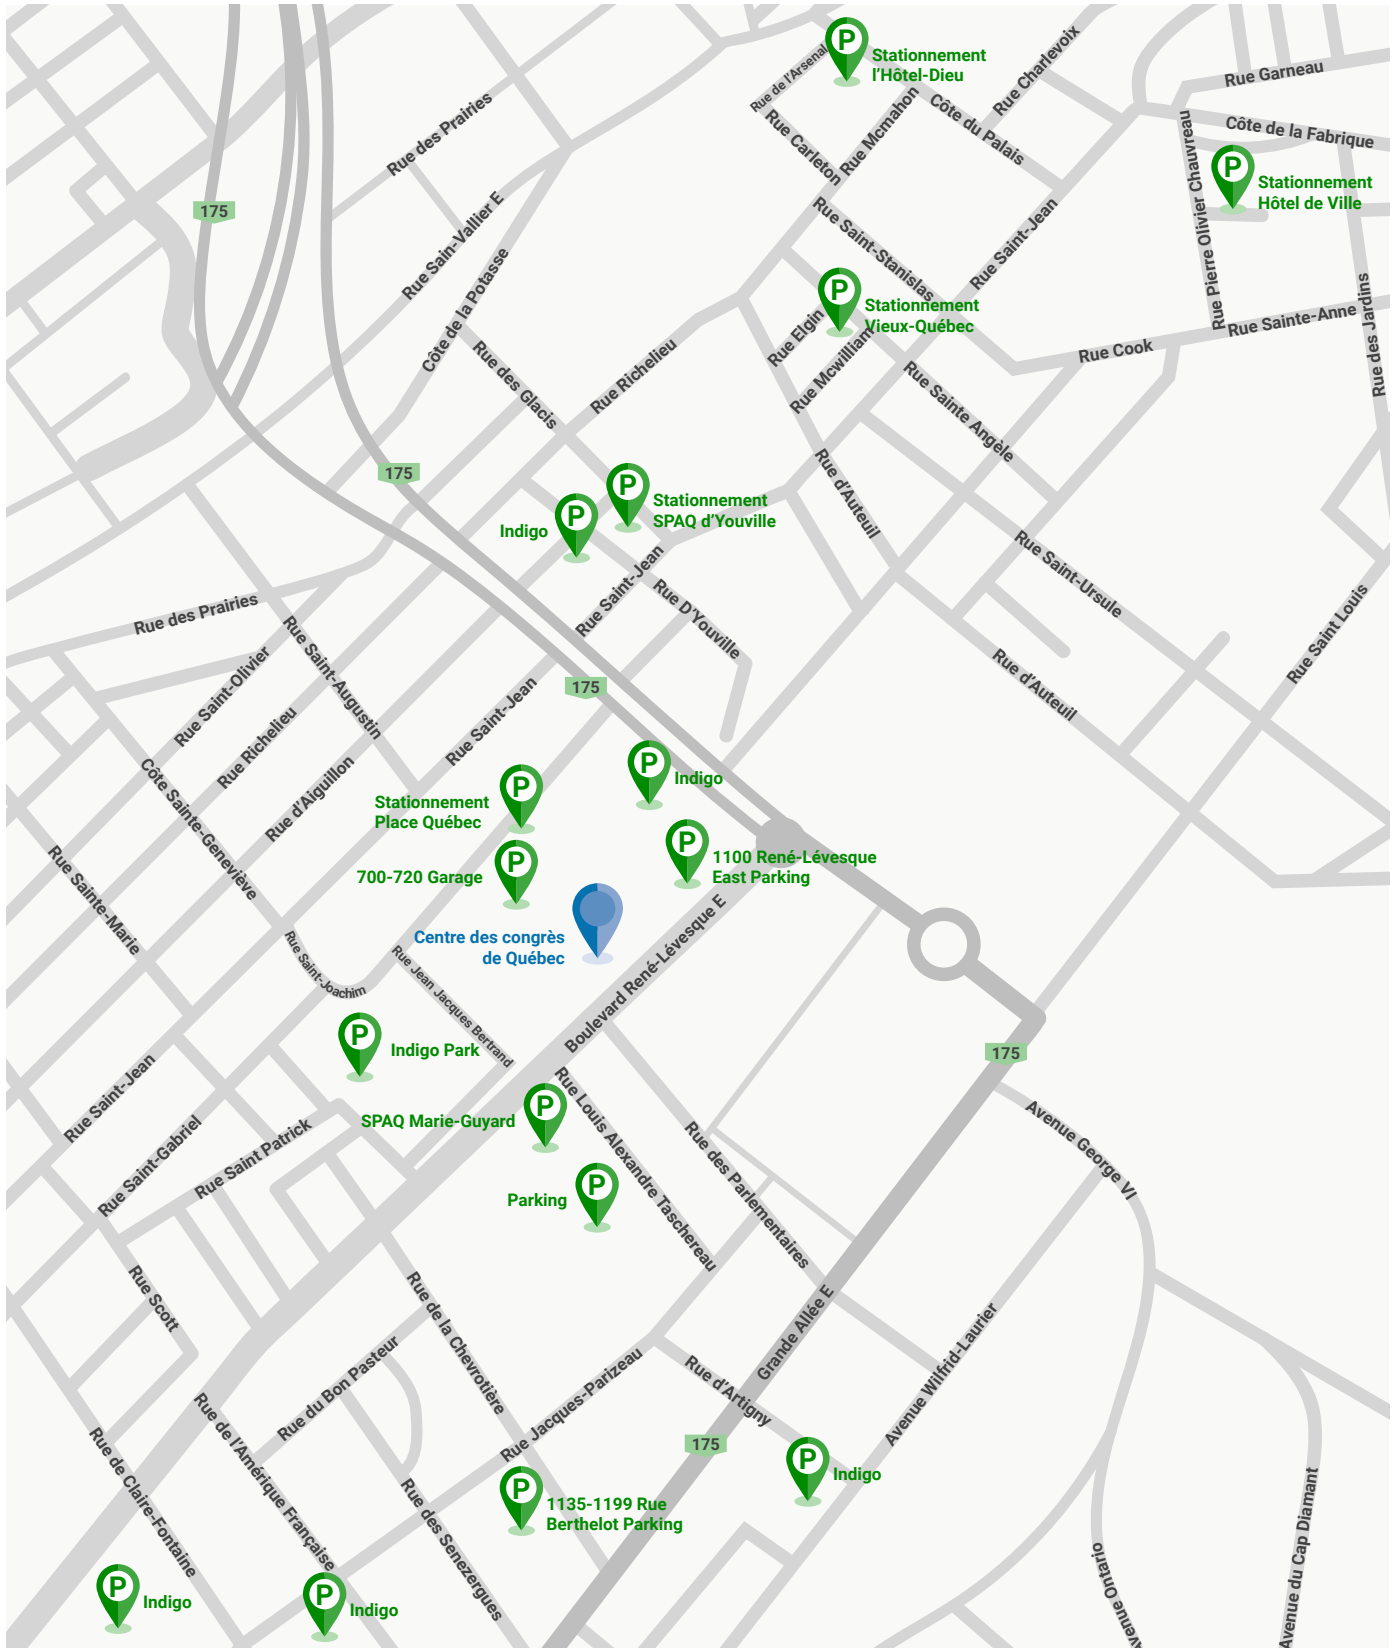 P
Stationnement
l'Hôtel-Dieu
Rue Charlevoix
Rue Garneau
Rue de l'Arsenal
Côte du Palais
Rue Mcmahon
Rue Carleton
Rue des Prairies
Côte de la Fabrique
Rue Pierre Olivier Chauvreau
P
Stationnement
Hôtel de Ville
175
Rue Sain-Vallier E
Côte de la Potasse
Rue Saint-Stanislas
Rue Saint-Jean
P
Stationnement
Vieux-Québec
Rue Elgin
Rue Mcwilliam
Rue Cook
Rue Sainte-Anne
Rue des Jardins
Rue des Glacis
Rue Richelieu
Rue Sainte Angèle
175
Rue d'Auteuil
P
Stationnement
SPAQ d'Youville
P
Indigo
Rue Saint-Jean
Rue D'Youville
Rue Saint-Ursule
Rue Saint Louis
Rue d'Auteuil
Rue des Prairies
Rue Saint-Augustin
Rue Saint-Olivier
Rue Richelieu
Rue d'Aiguillon
Rue Saint-Jean
175
Côte Sainte-Geneviève
P
Indigo
P
Stationnement
Place Québec
P
1100 René-Lévesque
East Parking
P
700-720 Garage
Centre des congrès
de Québec
Rue Sainte-Marie
Rue Saint-Joachim
Rue Jean Jacques Bertrand
Boulevard René-Lévesque E
P
Indigo Park
175
Rue Saint-Jean
Rue Saint-Gabriel
Rue Saint Patrick
P
SPAQ Marie-Guyard
Rue Louis Alexandre Taschereau
Rue des Parlementaires
Avenue George VI
P
Parking
Rue Scott
Rue de la Chevrotière
Rue du Bon Pasteur
Grande Allée E
Avenue Wilfrid-Laurier
Rue Jacques-Parizeau
Rue d'Artigny
175
P
Indigo
Rue de l'Amérique Française
Rue de Claire-Fontaine
Rue des Senezergues
P
1135-1199 Rue
Berthelot Parking
Avenue Ontario
Avenue du Cap Diamant
P
Indigo
P
Indigo